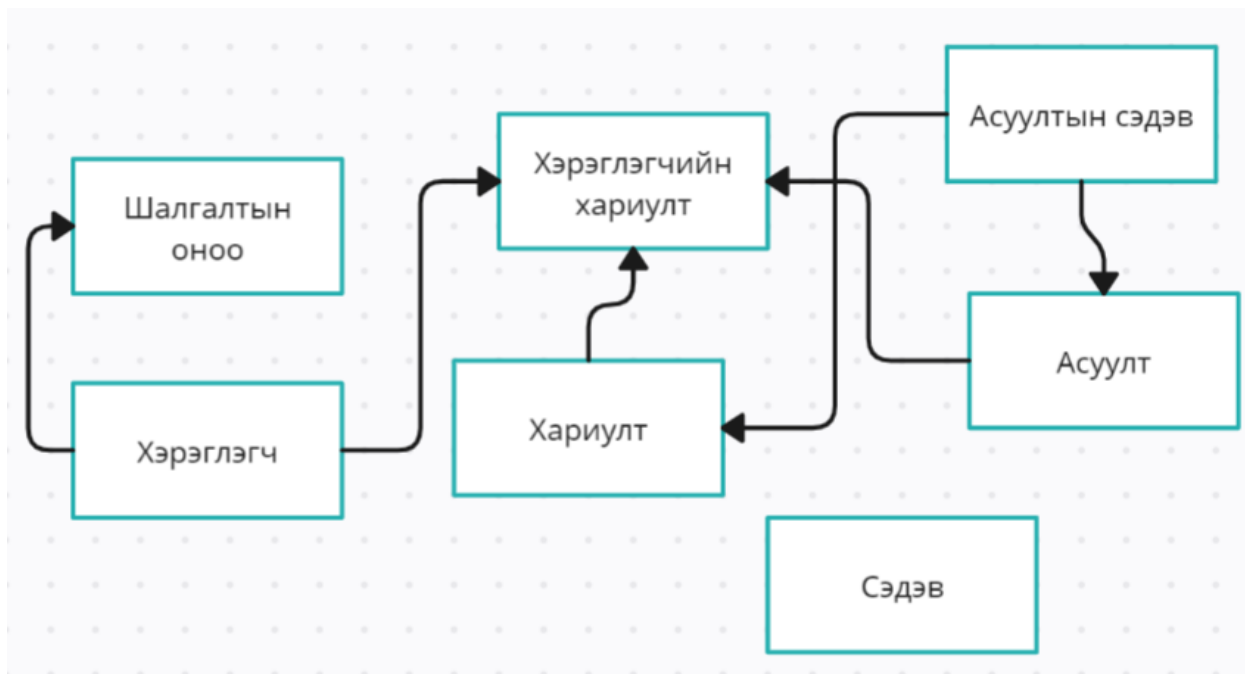 Асуултын сэдэв
Хэрэглэгчийн
хариулт
Шалгалтын
оноо
Асуулт
Хариулт
Хэрэглэгч
Сэдэв